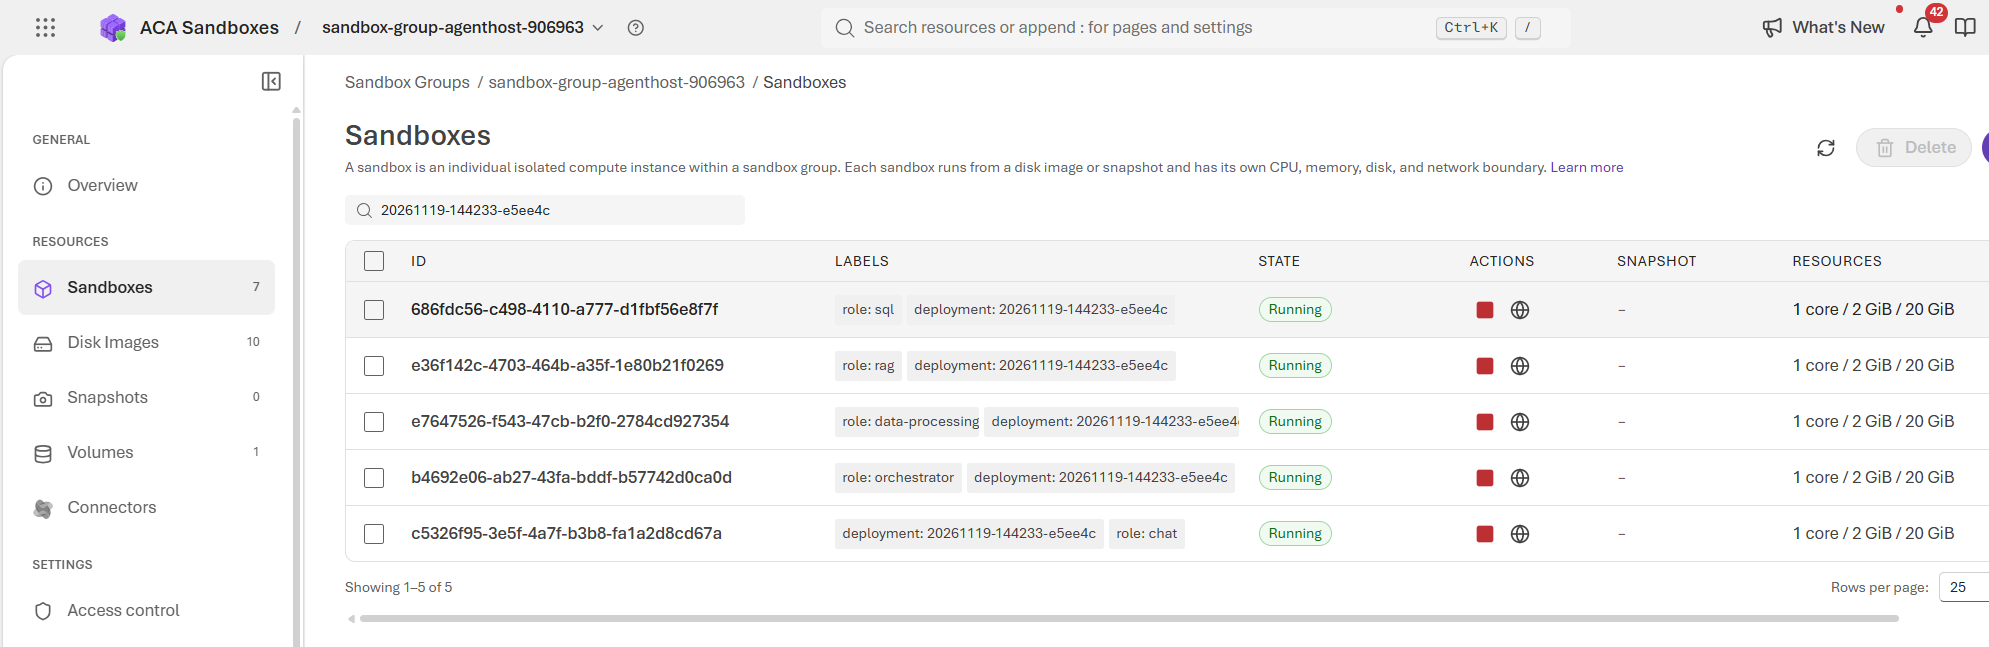 ACA Sandboxes / sandbox-group-agenthost-906963
Search resources or append : for pages and settings Ctrl+K /
What's New 42
GENERAL
Overview
RESOURCES
Sandboxes 7
Disk Images 10
Snapshots 0
Volumes 1
Connectors
SETTINGS
Access control
Sandbox Groups / sandbox-group-agenthost-906963 / Sandboxes
Sandboxes
A sandbox is an individual isolated compute instance within a sandbox group. Each sandbox runs from a disk image or snapshot and has its own CPU, memory, disk, and network boundary. Learn more
Delete
20261119-144233-e5ee4c
ID LABELS STATE ACTIONS SNAPSHOT RESOURCES
686fdc56-c498-4110-a777-d1fbf56e8f7f role: sql deployment: 20261119-144233-e5ee4c Running – 1 core / 2 GiB / 20 GiB
e36f142c-4703-464b-a35f-1e80b21f0269 role: rag deployment: 20261119-144233-e5ee4c Running – 1 core / 2 GiB / 20 GiB
e7647526-f543-47cb-b2f0-2784cd927354 role: data-processing deployment: 20261119-144233-e5ee4 Running – 1 core / 2 GiB / 20 GiB
b4692e06-ab27-43fa-bddf-b57742d0ca0d role: orchestrator deployment: 20261119-144233-e5ee4c Running – 1 core / 2 GiB / 20 GiB
c5326f95-3e5f-4a7f-b3b8-fa1a2d8cd67a deployment: 20261119-144233-e5ee4c role: chat Running – 1 core / 2 GiB / 20 GiB
Showing 1–5 of 5
Rows per page: 25